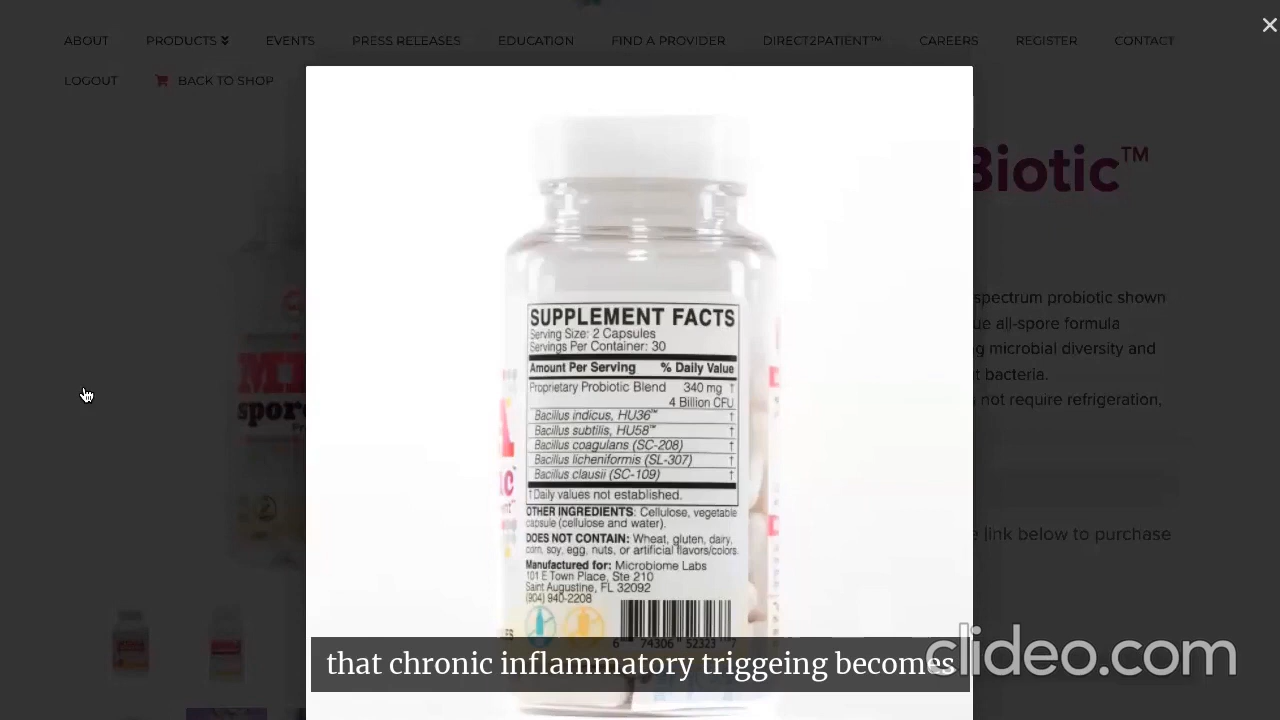 ABOUT PRODUCTS EVENTS PRESS RELEASES EDUCATION FIND A PROVIDER DIRECT2PATIENT™ CAREERS REGISTER CONTACT
LOGOUT BACK TO SHOP
Biotic™
spectrum probiotic shown
all-spore formula
microbial diversity and
bacteria.
not require refrigeration,
link below to purchase
SUPPLEMENT FACTS
Serving Size: 2 Capsules
Servings Per Container: 30
Amount Per Serving % Daily Value
Proprietary Probiotic Blend 340 mg †
4 Billion CFU
Bacillus indicus, HU36™ †
Bacillus subtilis, HU58™ †
Bacillus coagulans (SC-208) †
Bacillus licheniformis (SL-307) †
Bacillus clausii (SC-109) †
† Daily values not established.
OTHER INGREDIENTS: Cellulose, vegetable
capsule (cellulose and water).
DOES NOT CONTAIN: Wheat, gluten, dairy,
corn, soy, egg, nuts, or artificial flavors/colors.
Manufactured for: Microbiome Labs
101 E Town Place, Ste 210
Saint Augustine, FL 32092
(904) 940-2208
6 74306 52323 7
that chronic inflammatory triggeing becomes
clideo.com